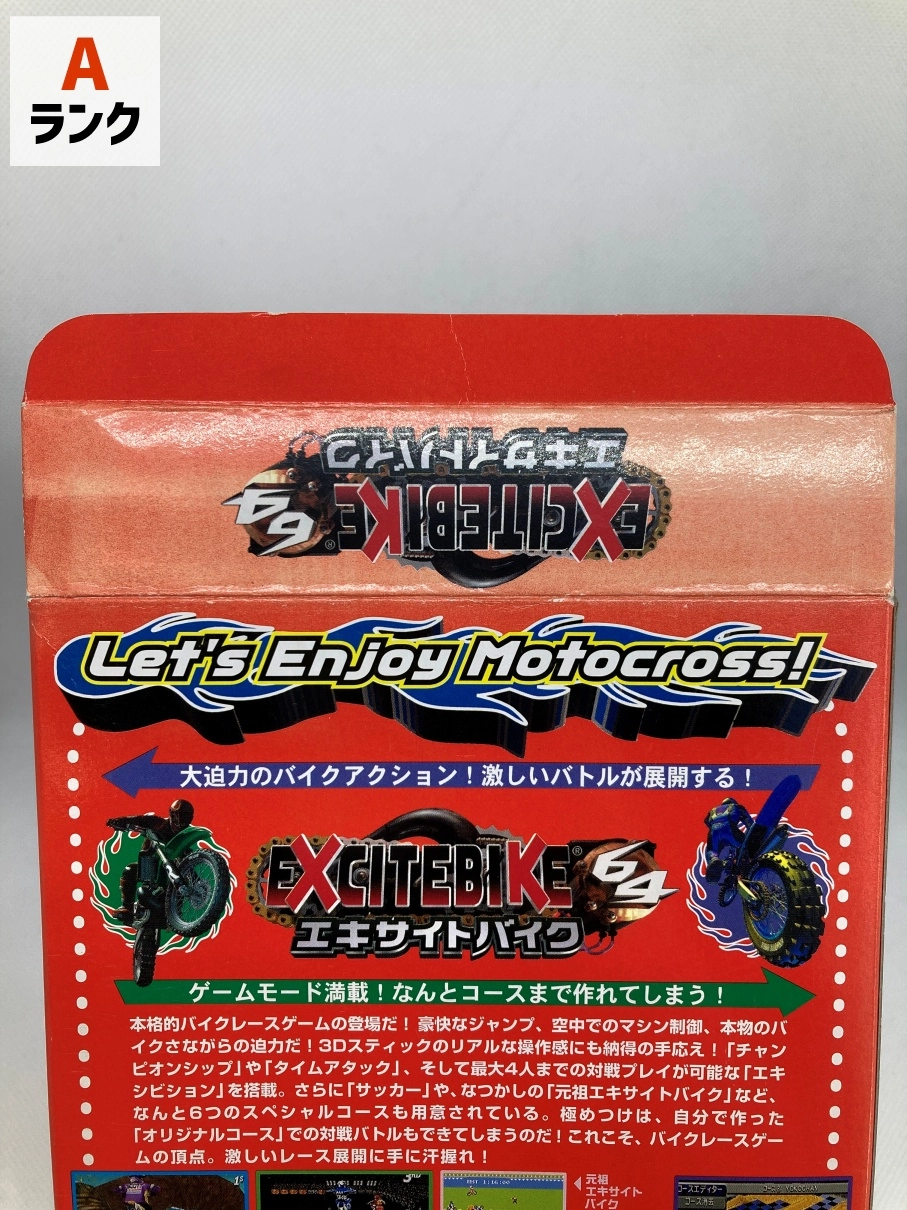 A
ランク
エキサイトバイク
EXCITEBIKE® 64
Let's Enjoy Motocross!
大迫力のバイクアクション！激しいバトルが展開する！
EXCITEBIKE® 64
エキサイトバイク
ゲームモード満載！なんとコースまで作れてしまう！
本格的バイクレースゲームの登場だ！豪快なジャンプ、空中でのマシン制御、本物のバ
イクさながらの迫力だ！3Dスティックのリアルな操作感にも納得の手応え！「チャン
ピオンシップ」や「タイムアタック」、そして最大4人までの対戦プレイが可能な「エキ
シビション」を搭載。さらに「サッカー」や、なつかしの「元祖エキサイトバイク」など、
なんと6つのスペシャルコースも用意されている。極めつけは、自分で作った
「オリジナルコース」での対戦バトルもできてしまうのだ！これこそ、バイクレースゲー
ムの頂点。激しいレース展開に手に汗握れ！
◀元祖
エキサイト
バイク
コースエディター